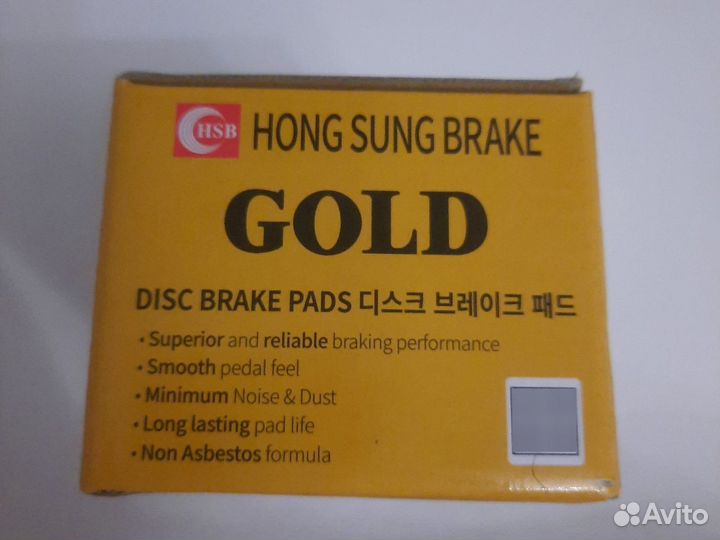 HSB HONG SUNG BRAKE
GOLD
DISC BRAKE PADS 디스크 브레이크 패드
• Superior and reliable braking performance
• Smooth pedal feel
• Minimum Noise & Dust
• Long lasting pad life
• Non Asbestos formula
Avito